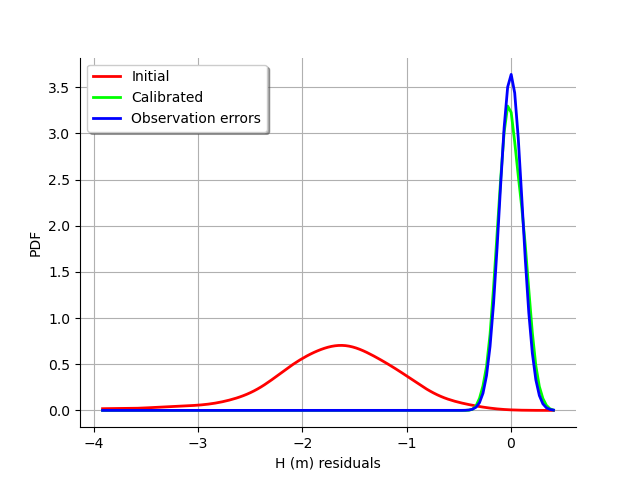 Initial
Calibrated
Observation errors
3.5
3.0
2.5
2.0
1.5
1.0
0.5
0.0
PDF
−4
−3
−2
−1
0
H (m) residuals